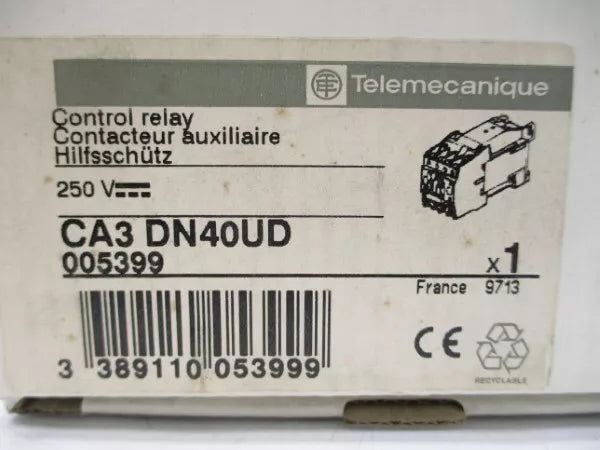 Telemecanique
Control relay
Contacteur auxiliaire
Hilfsschütz
250 V
CA3 DN40UD
005399
x1
France 9713
3 389110 053999
CE
RECYCLABLE